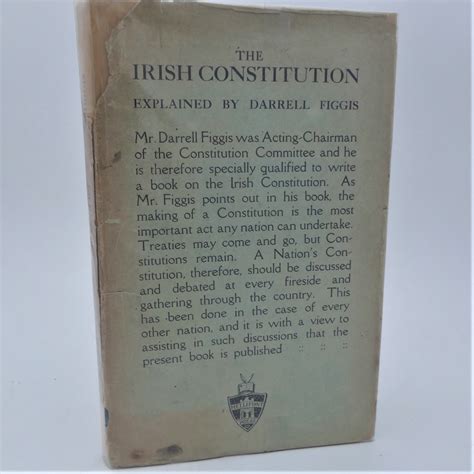 THE
IRISH CONSTITUTION
EXPLAINED BY DARRELL FIGGIS
Mr. Darrell Figgis was Acting-Chairman
of the Constitution Committee and he
is therefore specially qualified to write
a book on the Irish Constitution. As
Mr. Figgis points out in his book, the
making of a Constitution is the most
important act any nation can undertake.
Treaties may come and go, but Con-
stitutions remain. A Nation's Con-
stitution, therefore, should be discussed
and debated at every fireside and
gathering through the country. This
has been done in the case of every
other nation, and it is with a view to
assisting in such discussions that the
present book is published :: :: ::
MELLIFONT